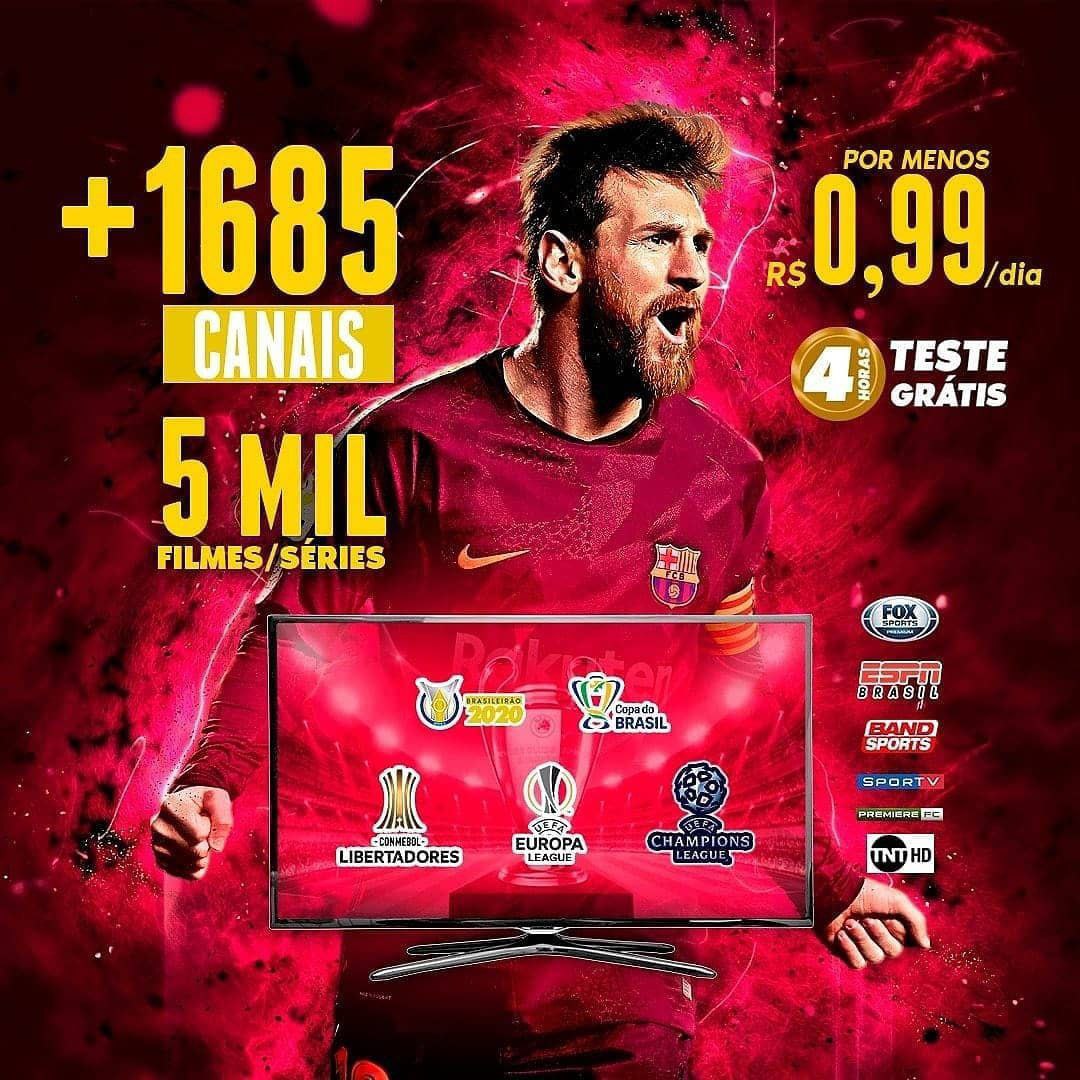 +1685
CANAIS
5 MIL
FILMES/SÉRIES
POR MENOS
R$ 0,99/dia
4 HORAS
TESTE
GRÁTIS
FCB
Rakuten
BRASILEIRÃO
2020
Copa do
BRASIL
CONMEBOL
LIBERTADORES
UEFA
EUROPA
LEAGUE
UEFA
CHAMPIONS
LEAGUE
FOX
SPORTS
PREMIUM
ESPN
BRASIL
BAND
SPORTS
SPORTV
PREMIERE FC
TNT HD